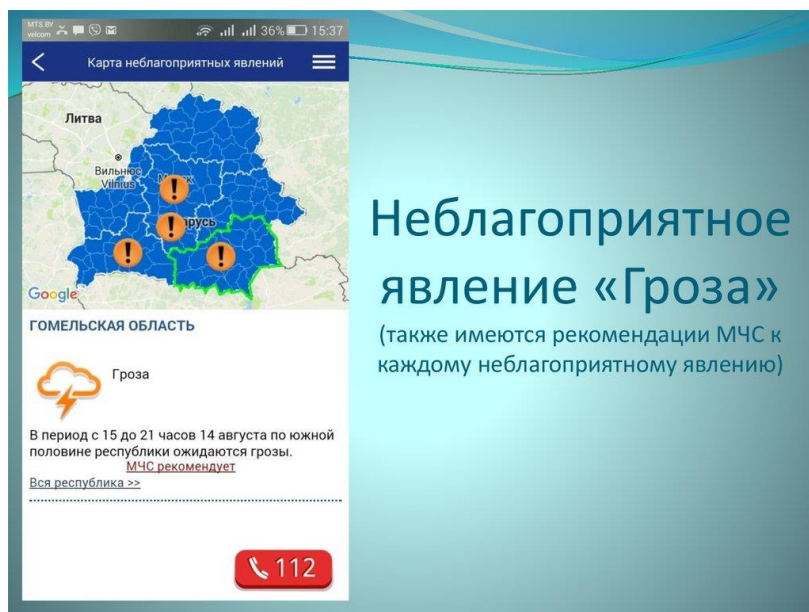 MTS.BY
velcom
36% 15:37
Карта неблагоприятных явлений
Литва
Вильнюс
Vilnius
Google
ГОМЕЛЬСКАЯ ОБЛАСТЬ
Гроза
В период с 15 до 21 часов 14 августа по южной
половине республики ожидаются грозы.
МЧС рекомендует
Вся республика >>
112
Неблагоприятное
явление «Гроза»
(также имеются рекомендации МЧС к
каждому неблагоприятному явлению)